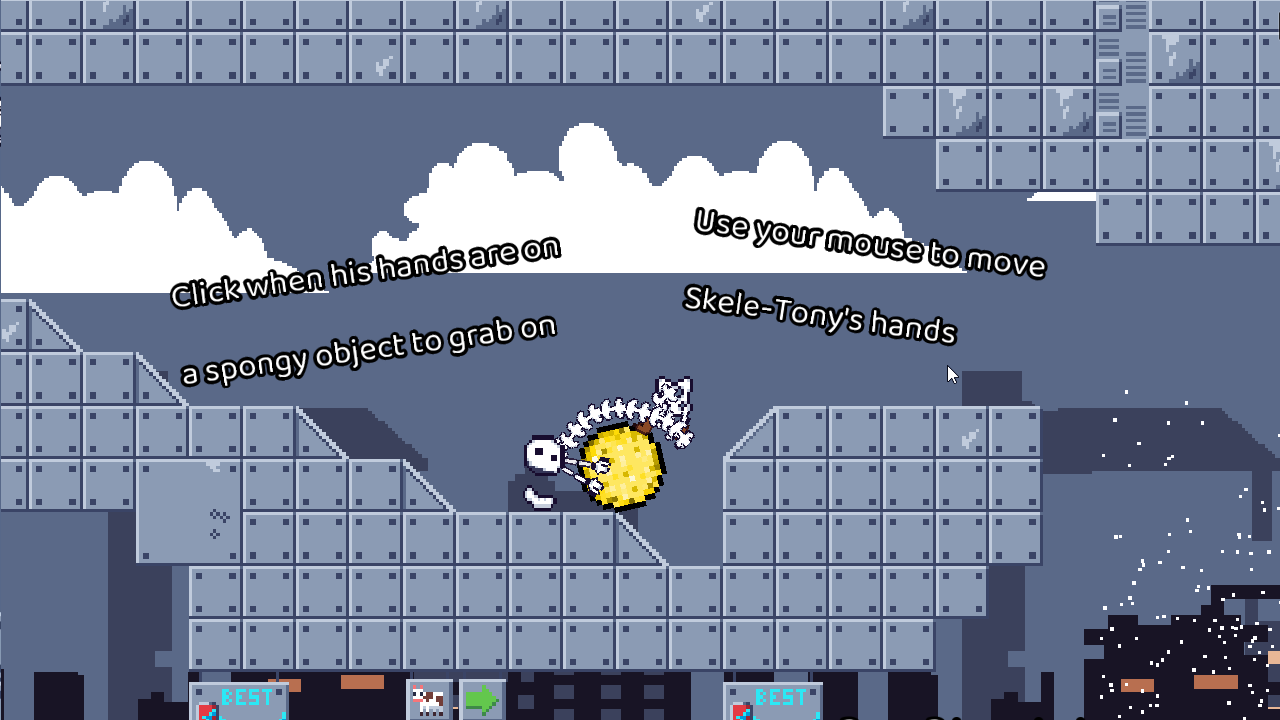 Click when his hands are on
a spongy object to grab on
Use your mouse to move
Skele-Tony's hands
BEST
BEST